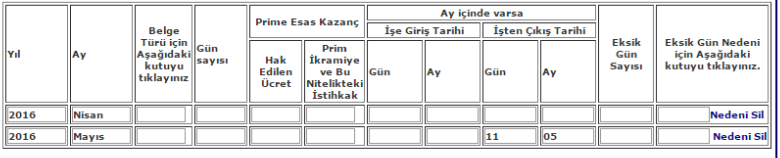 Yıl
Ay
Belge
Türü için
Aşağıdaki
kutuyu
tıklayınız
Gün
sayısı
Prime Esas Kazanç
Hak
Edilen
Ücret
Prim
İkramiye
ve Bu
Nitelikteki
İstihkak
Ay içinde varsa
İşe Giriş Tarihi
İşten Çıkış Tarihi
Gün
Ay
Gün
Ay
Eksik
Gün
Sayısı
Eksik Gün Nedeni
için Aşağıdaki
kutuyu tıklayınız.
2016 Nisan Nedeni Sil
2016 Mayıs 11 05 Nedeni Sil